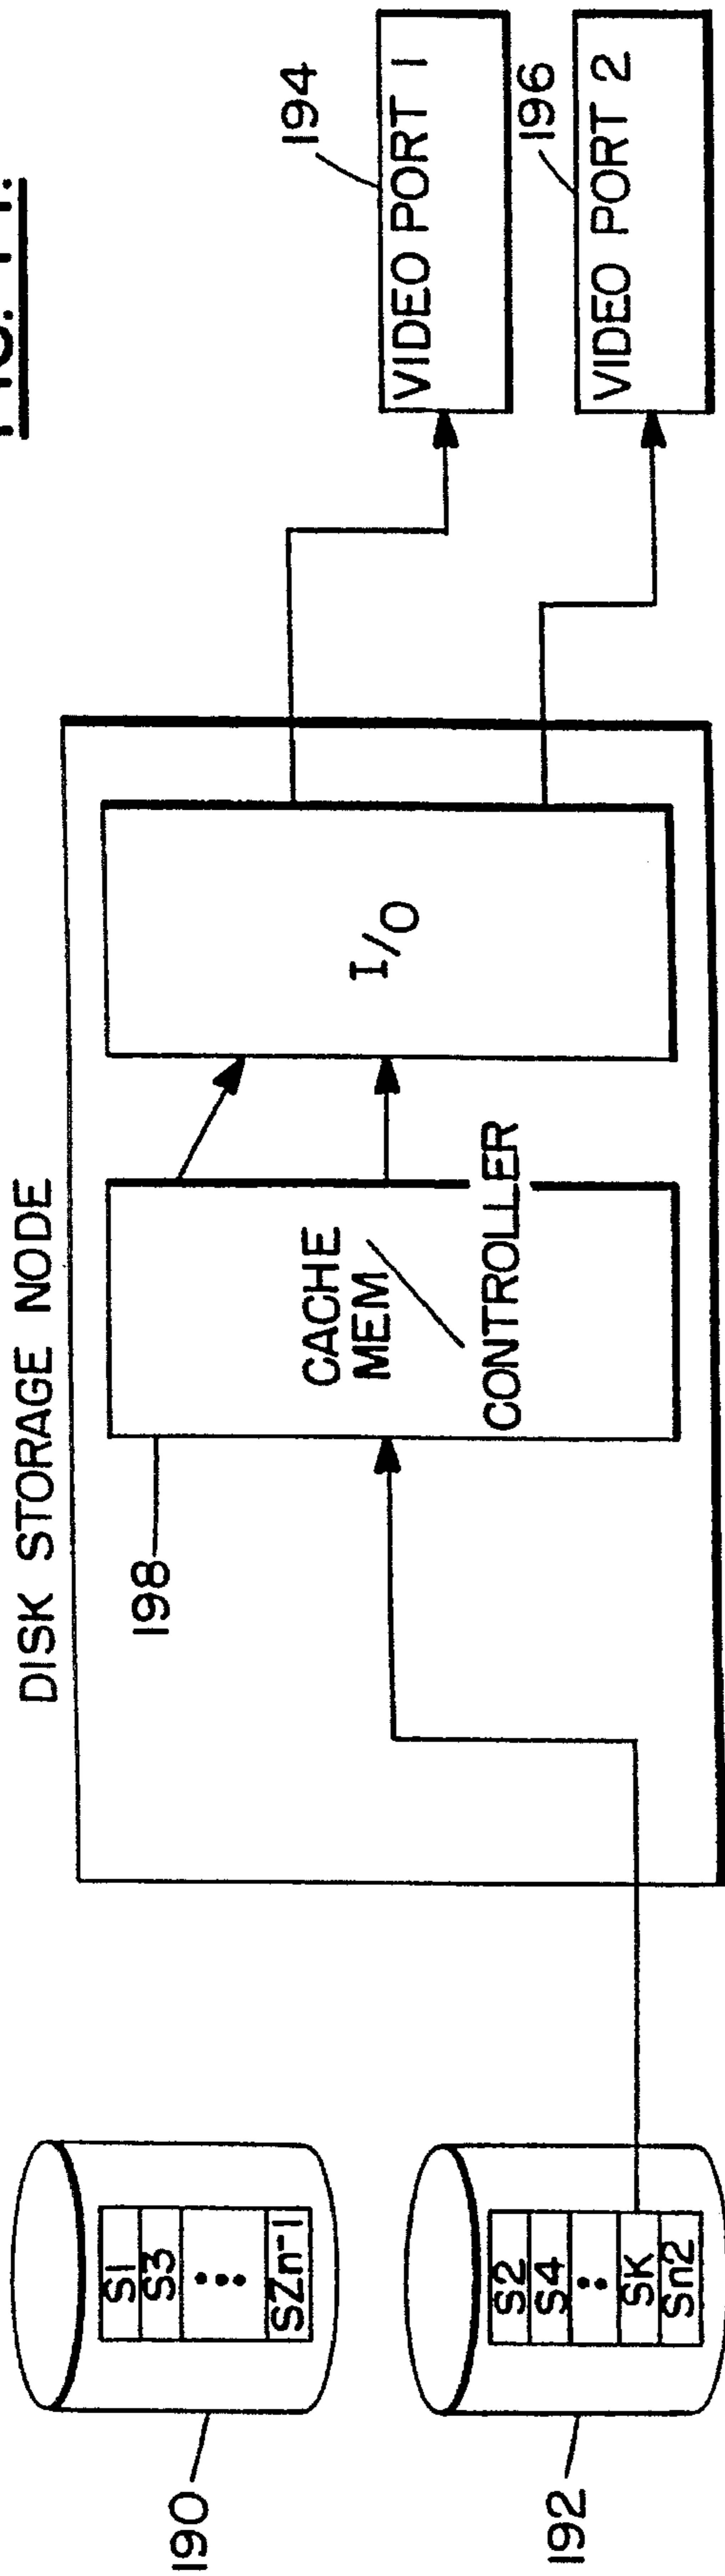 DISK STORAGE NODE
190
S1
S3
SZn-1
192
S2
S4
SK
Sn2
198
CACHE
MEM
CONTROLLER
I/O
194
VIDEO PORT 1
196
VIDEO PORT 2